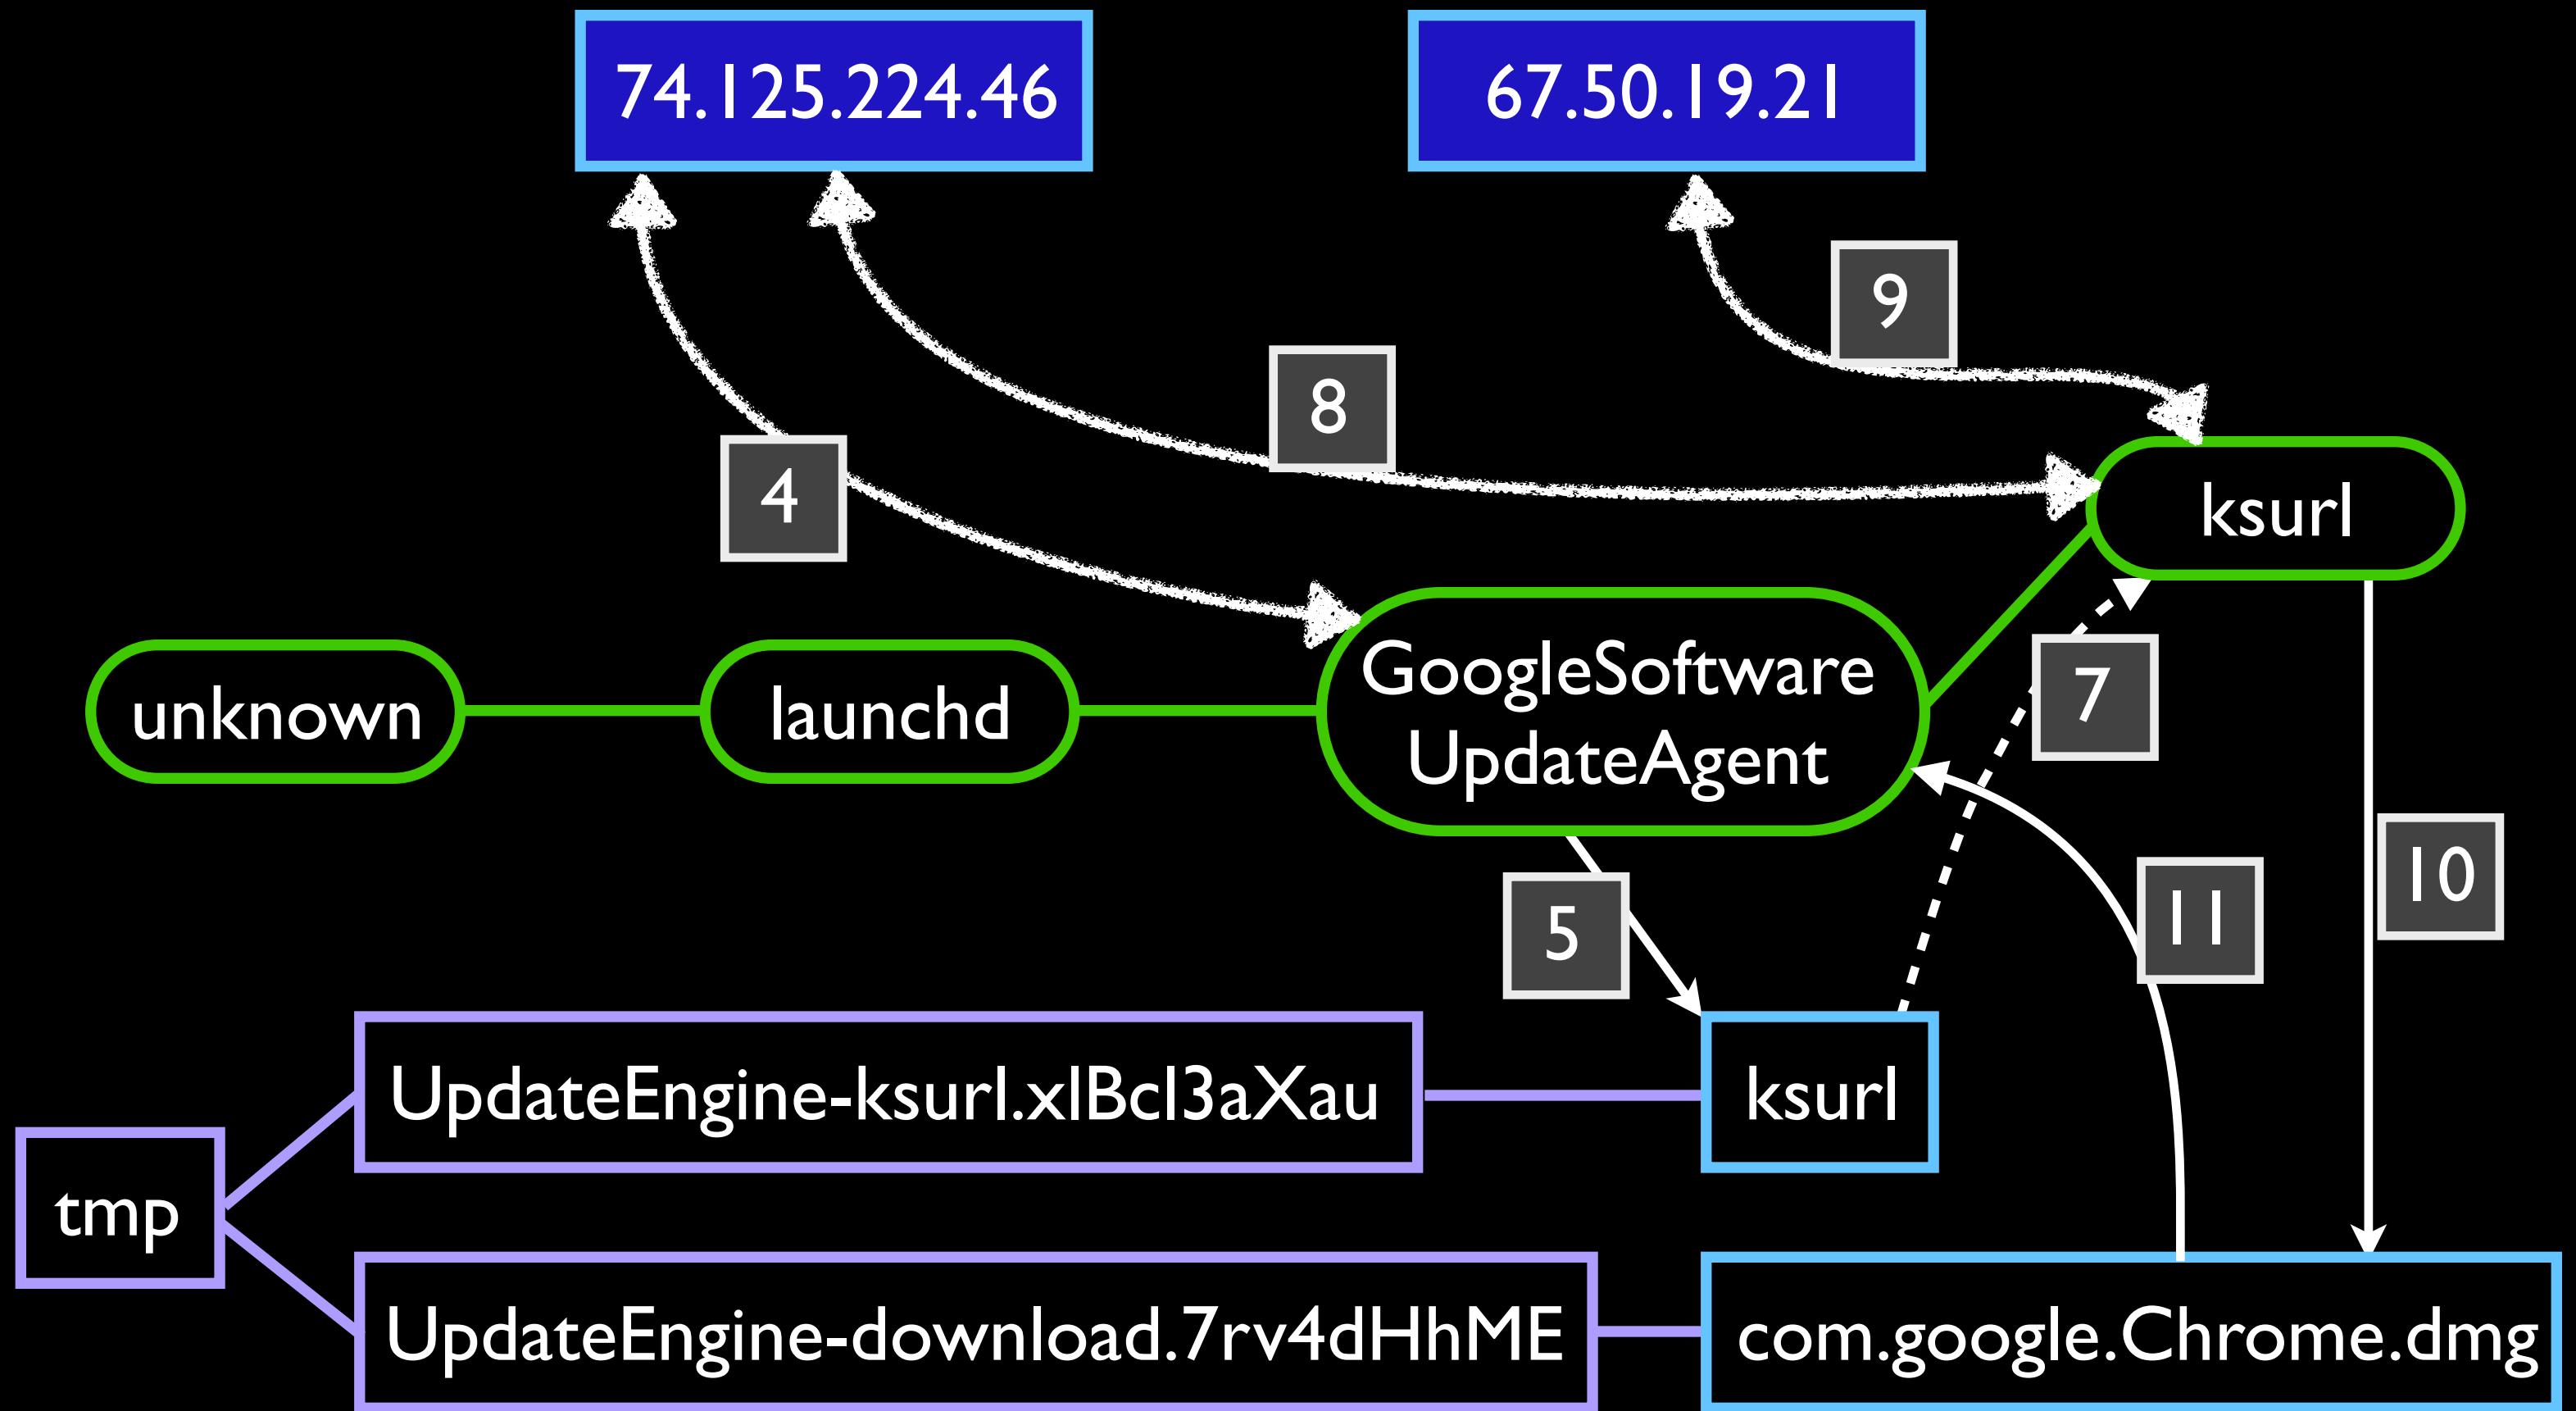 74.125.224.46
67.50.19.21
9
8
4
ksurl
unknown
launchd
GoogleSoftware
UpdateAgent
7
10
11
5
UpdateEngine-ksurl.xlBcl3aXau
ksurl
tmp
UpdateEngine-download.7rv4dHhME
com.google.Chrome.dmg